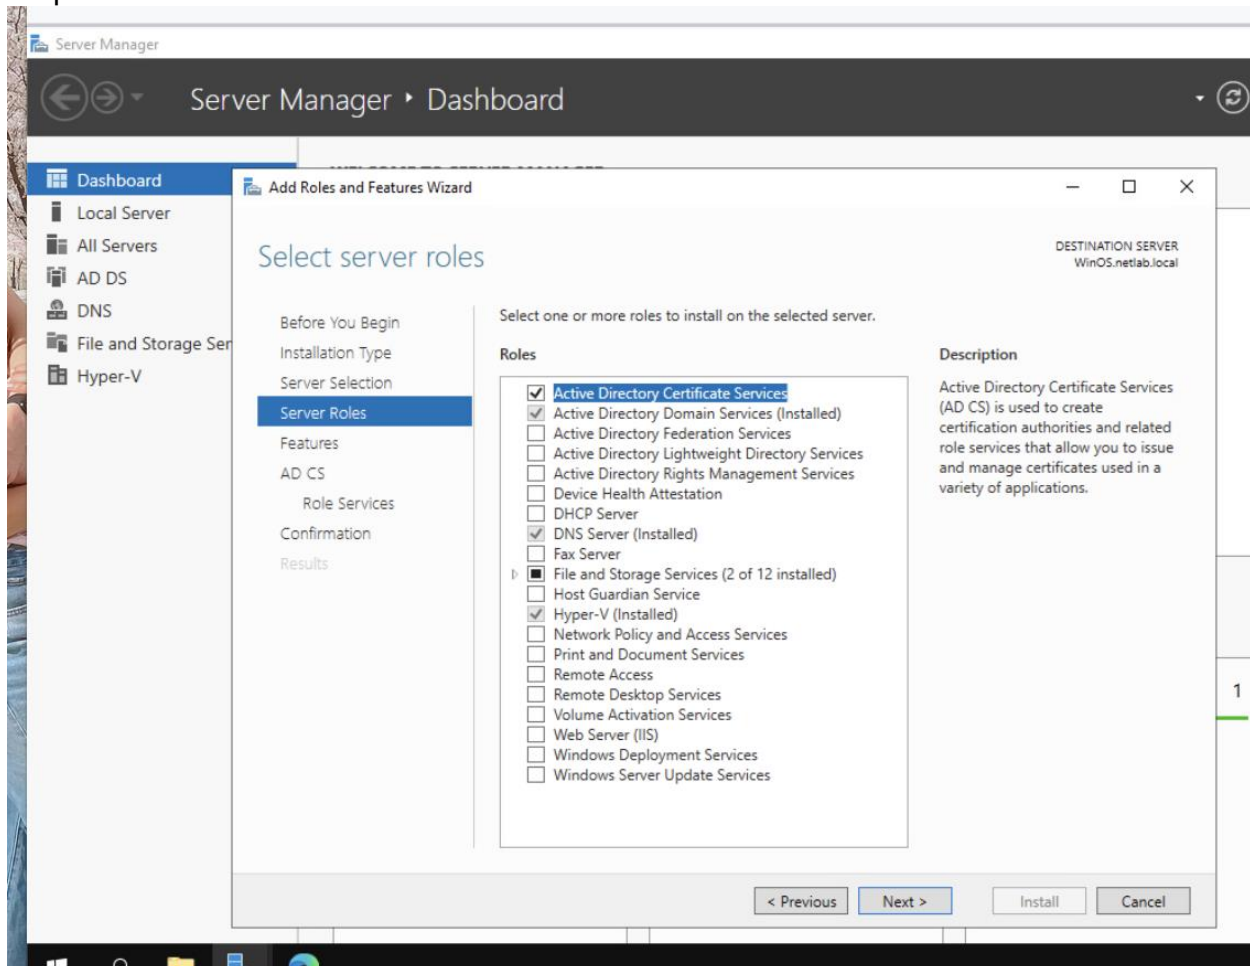 Server Manager
Server Manager • Dashboard
Dashboard
Local Server
All Servers
AD DS
DNS
File and Storage Ser
Hyper-V
Add Roles and Features Wizard
Select server roles
DESTINATION SERVER
WinOS.netlab.local
Before You Begin
Installation Type
Server Selection
Server Roles
Features
AD CS
Role Services
Confirmation
Results
Select one or more roles to install on the selected server.
Roles
Active Directory Certificate Services
Active Directory Domain Services (Installed)
Active Directory Federation Services
Active Directory Lightweight Directory Services
Active Directory Rights Management Services
Device Health Attestation
DHCP Server
DNS Server (Installed)
Fax Server
File and Storage Services (2 of 12 installed)
Host Guardian Service
Hyper-V (Installed)
Network Policy and Access Services
Print and Document Services
Remote Access
Remote Desktop Services
Volume Activation Services
Web Server (IIS)
Windows Deployment Services
Windows Server Update Services
Description
Active Directory Certificate Services
(AD CS) is used to create
certification authorities and related
role services that allow you to issue
and manage certificates used in a
variety of applications.
1
< Previous
Next >
Install
Cancel